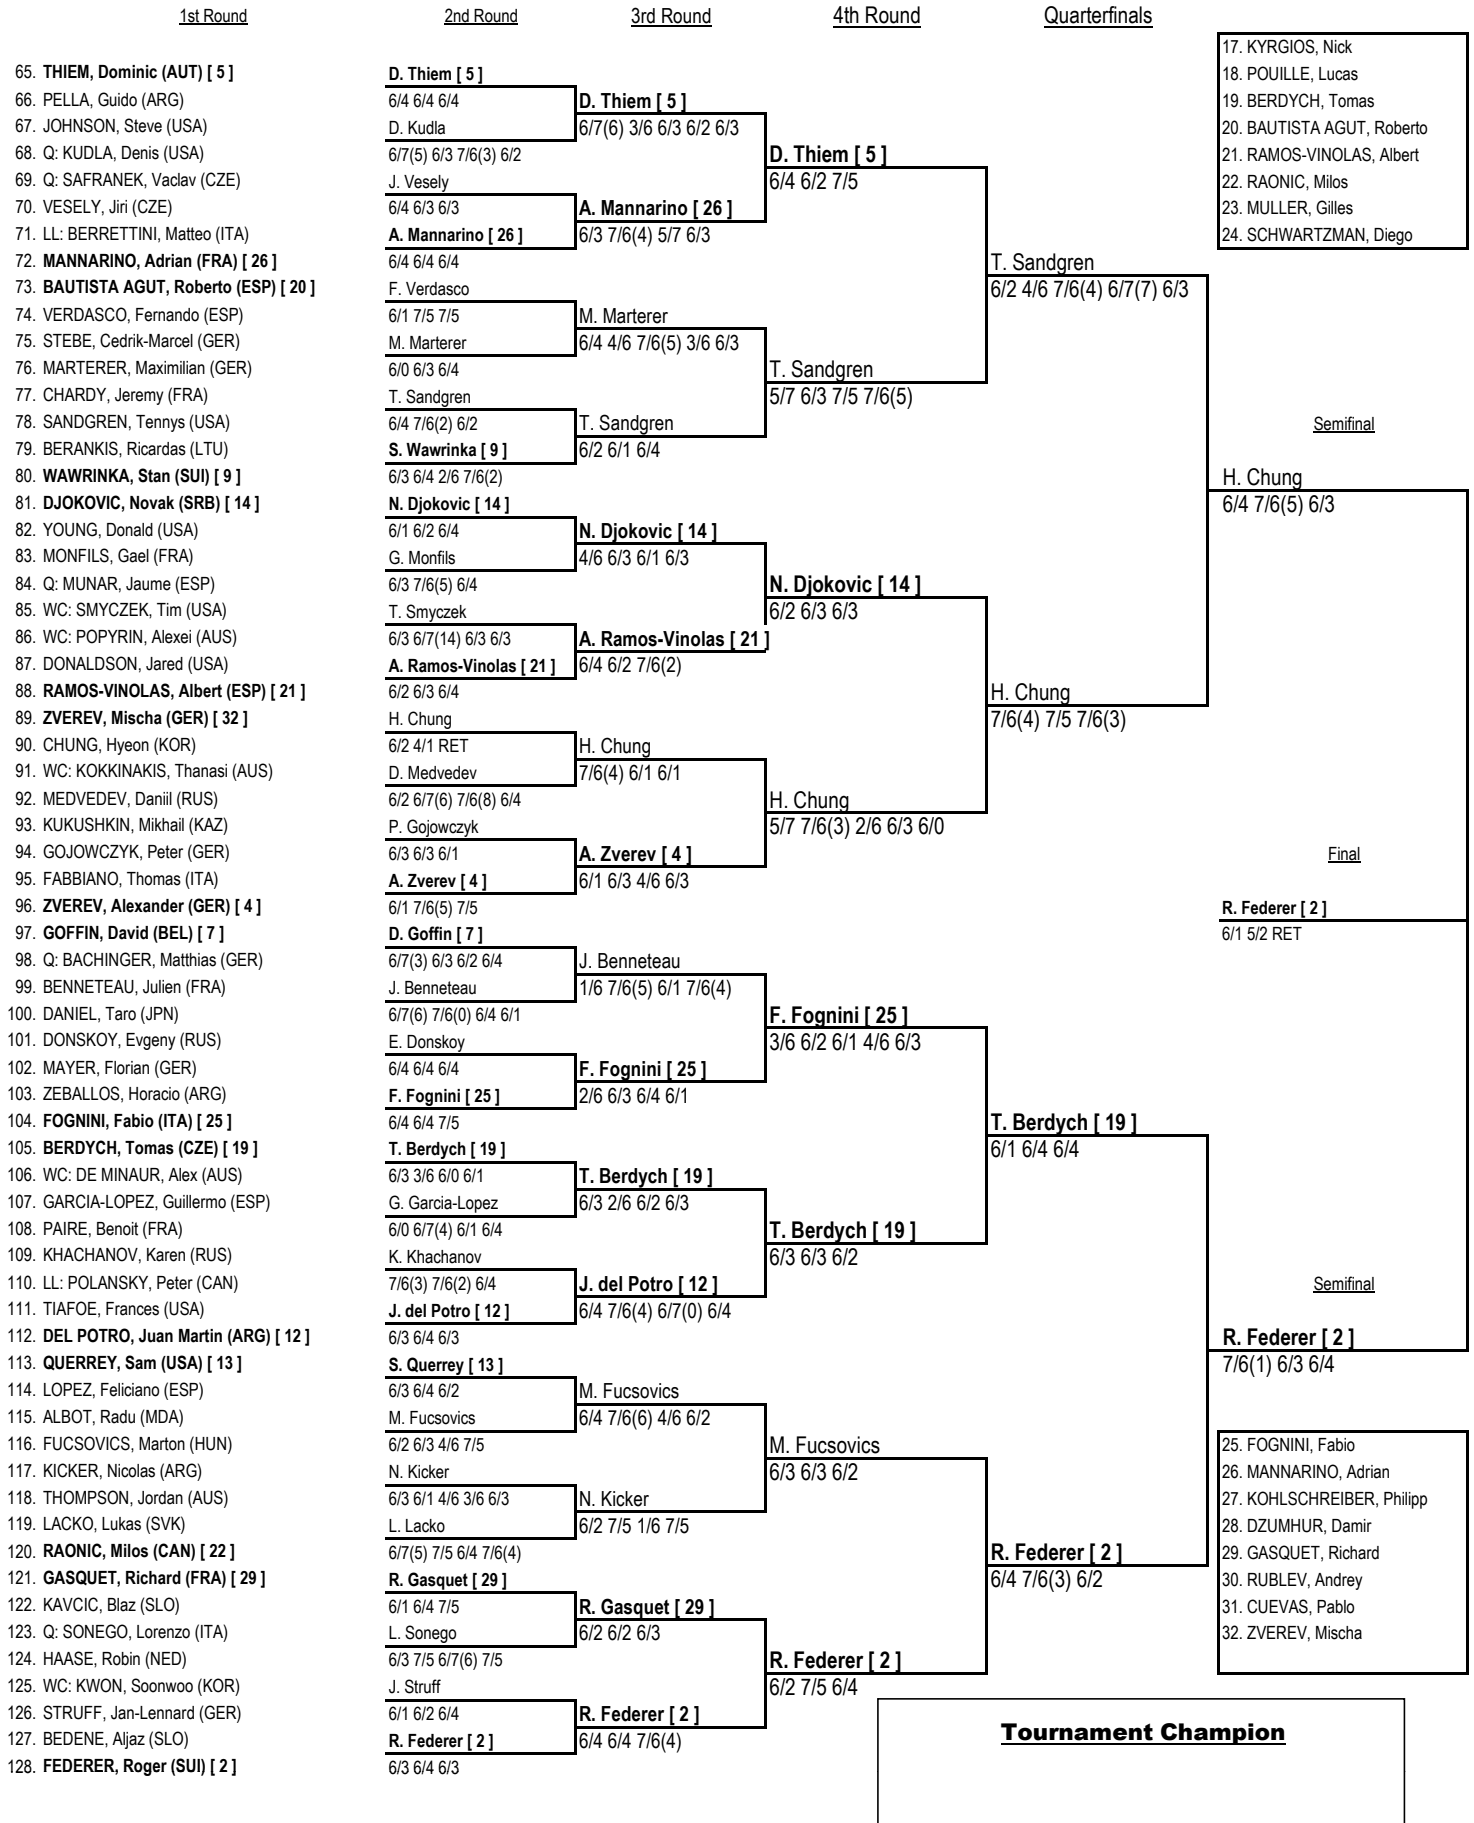 1st Round 2nd Round 3rd Round 4th Round Quarterfinals
17. KYRGIOS, Nick
65. THIEM, Dominic (AUT) [ 5 ] D. Thiem [ 5 ] 18. POUILLE, Lucas
66. PELLA, Guido (ARG) 6/4 6/4 6/4 D. Thiem [ 5 ] 19. BERDYCH, Tomas
67. JOHNSON, Steve (USA) D. Kudla 6/7(6) 3/6 6/3 6/2 6/3 20. BAUTISTA AGUT, Roberto
68. Q: KUDLA, Denis (USA) 6/7(5) 6/3 7/6(3) 6/2 D. Thiem [ 5 ] 21. RAMOS-VINOLAS, Albert
69. Q: SAFRANEK, Vaclav (CZE) J. Vesely 6/4 6/2 7/5 22. RAONIC, Milos
70. VESELY, Jiri (CZE) 6/4 6/3 6/3 A. Mannarino [ 26 ] 23. MULLER, Gilles
71. LL: BERRETTINI, Matteo (ITA) A. Mannarino [ 26 ] 6/3 7/6(4) 5/7 6/3 24. SCHWARTZMAN, Diego
72. MANNARINO, Adrian (FRA) [ 26 ] 6/4 6/4 6/4 T. Sandgren
73. BAUTISTA AGUT, Roberto (ESP) [ 20 ] F. Verdasco 6/2 4/6 7/6(4) 6/7(7) 6/3
74. VERDASCO, Fernando (ESP) 6/1 7/5 7/5 M. Marterer
75. STEBE, Cedrik-Marcel (GER) M. Marterer 6/4 4/6 7/6(5) 3/6 6/3
76. MARTERER, Maximilian (GER) 6/0 6/3 6/4 T. Sandgren
77. CHARDY, Jeremy (FRA) T. Sandgren 5/7 6/3 7/5 7/6(5)
78. SANDGREN, Tennys (USA) 6/4 7/6(2) 6/2 T. Sandgren Semifinal
79. BERANKIS, Ricardas (LTU) S. Wawrinka [ 9 ] 6/2 6/1 6/4
80. WAWRINKA, Stan (SUI) [ 9 ] 6/3 6/4 2/6 7/6(2) H. Chung
81. DJOKOVIC, Novak (SRB) [ 14 ] N. Djokovic [ 14 ] 6/4 7/6(5) 6/3
82. YOUNG, Donald (USA) 6/1 6/2 6/4 N. Djokovic [ 14 ]
83. MONFILS, Gael (FRA) G. Monfils 4/6 6/3 6/1 6/3
84. Q: MUNAR, Jaume (ESP) 6/3 7/6(5) 6/4 N. Djokovic [ 14 ]
85. WC: SMYCZEK, Tim (USA) T. Smyczek 6/2 6/3 6/3
86. WC: POPYRIN, Alexei (AUS) 6/3 6/7(14) 6/3 6/3 A. Ramos-Vinolas [ 21 ]
87. DONALDSON, Jared (USA) A. Ramos-Vinolas [ 21 ] 6/4 6/2 7/6(2)
88. RAMOS-VINOLAS, Albert (ESP) [ 21 ] 6/2 6/3 6/4 H. Chung
89. ZVEREV, Mischa (GER) [ 32 ] H. Chung 7/6(4) 7/5 7/6(3)
90. CHUNG, Hyeon (KOR) 6/2 4/1 RET H. Chung
91. WC: KOKKINAKIS, Thanasi (AUS) D. Medvedev 7/6(4) 6/1 6/1
92. MEDVEDEV, Daniil (RUS) 6/2 6/7(6) 7/6(8) 6/4 H. Chung
93. KUKUSHKIN, Mikhail (KAZ) P. Gojowczyk 5/7 7/6(3) 2/6 6/3 6/0
94. GOJOWCZYK, Peter (GER) 6/3 6/3 6/1 A. Zverev [ 4 ] Final
95. FABBIANO, Thomas (ITA) A. Zverev [ 4 ] 6/1 6/3 4/6 6/3
96. ZVEREV, Alexander (GER) [ 4 ] 6/1 7/6(5) 7/5 R. Federer [ 2 ]
97. GOFFIN, David (BEL) [ 7 ] D. Goffin [ 7 ] 6/1 5/2 RET
98. Q: BACHINGER, Matthias (GER) 6/7(3) 6/3 6/2 6/4 J. Benneteau
99. BENNETEAU, Julien (FRA) J. Benneteau 1/6 7/6(5) 6/1 7/6(4)
100. DANIEL, Taro (JPN) 6/7(6) 7/6(0) 6/4 6/1 F. Fognini [ 25 ]
101. DONSKOY, Evgeny (RUS) E. Donskoy 3/6 6/2 6/1 4/6 6/3
102. MAYER, Florian (GER) 6/4 6/4 6/4 F. Fognini [ 25 ]
103. ZEBALLOS, Horacio (ARG) F. Fognini [ 25 ] 2/6 6/3 6/4 6/1
104. FOGNINI, Fabio (ITA) [ 25 ] 6/4 6/4 7/5 T. Berdych [ 19 ]
105. BERDYCH, Tomas (CZE) [ 19 ] T. Berdych [ 19 ] 6/1 6/4 6/4
106. WC: DE MINAUR, Alex (AUS) 6/3 3/6 6/0 6/1 T. Berdych [ 19 ]
107. GARCIA-LOPEZ, Guillermo (ESP) G. Garcia-Lopez 6/3 2/6 6/2 6/3
108. PAIRE, Benoit (FRA) 6/0 6/7(4) 6/1 6/4 T. Berdych [ 19 ]
109. KHACHANOV, Karen (RUS) K. Khachanov 6/3 6/3 6/2
110. LL: POLANSKY, Peter (CAN) 7/6(3) 7/6(2) 6/4 J. del Potro [ 12 ] Semifinal
111. TIAFOE, Frances (USA) J. del Potro [ 12 ] 6/4 7/6(4) 6/7(0) 6/4
112. DEL POTRO, Juan Martin (ARG) [ 12 ] 6/3 6/4 6/3 R. Federer [ 2 ]
113. QUERREY, Sam (USA) [ 13 ] S. Querrey [ 13 ] 7/6(1) 6/3 6/4
114. LOPEZ, Feliciano (ESP) 6/3 6/4 6/2 M. Fucsovics
115. ALBOT, Radu (MDA) M. Fucsovics 6/4 7/6(6) 4/6 6/2
116. FUCSOVICS, Marton (HUN) 6/2 6/3 4/6 7/5 M. Fucsovics 25. FOGNINI, Fabio
117. KICKER, Nicolas (ARG) N. Kicker 6/3 6/3 6/2 26. MANNARINO, Adrian
118. THOMPSON, Jordan (AUS) 6/3 6/1 4/6 3/6 6/3 N. Kicker 27. KOHLSCHREIBER, Philipp
119. LACKO, Lukas (SVK) L. Lacko 6/2 7/5 1/6 7/5 28. DZUMHUR, Damir
120. RAONIC, Milos (CAN) [ 22 ] 6/7(5) 7/5 6/4 7/6(4) R. Federer [ 2 ] 29. GASQUET, Richard
121. GASQUET, Richard (FRA) [ 29 ] R. Gasquet [ 29 ] 6/4 7/6(3) 6/2 30. RUBLEV, Andrey
122. KAVCIC, Blaz (SLO) 6/1 6/4 7/5 R. Gasquet [ 29 ] 31. CUEVAS, Pablo
123. Q: SONEGO, Lorenzo (ITA) L. Sonego 6/2 6/2 6/3 32. ZVEREV, Mischa
124. HAASE, Robin (NED) 6/3 7/5 6/7(6) 7/5 R. Federer [ 2 ]
125. WC: KWON, Soonwoo (KOR) J. Struff 6/2 7/5 6/4
126. STRUFF, Jan-Lennard (GER) 6/1 6/2 6/4 R. Federer [ 2 ]
127. BEDENE, Aljaz (SLO) R. Federer [ 2 ] 6/4 6/4 7/6(4) Tournament Champion
128. FEDERER, Roger (SUI) [ 2 ] 6/3 6/4 6/3